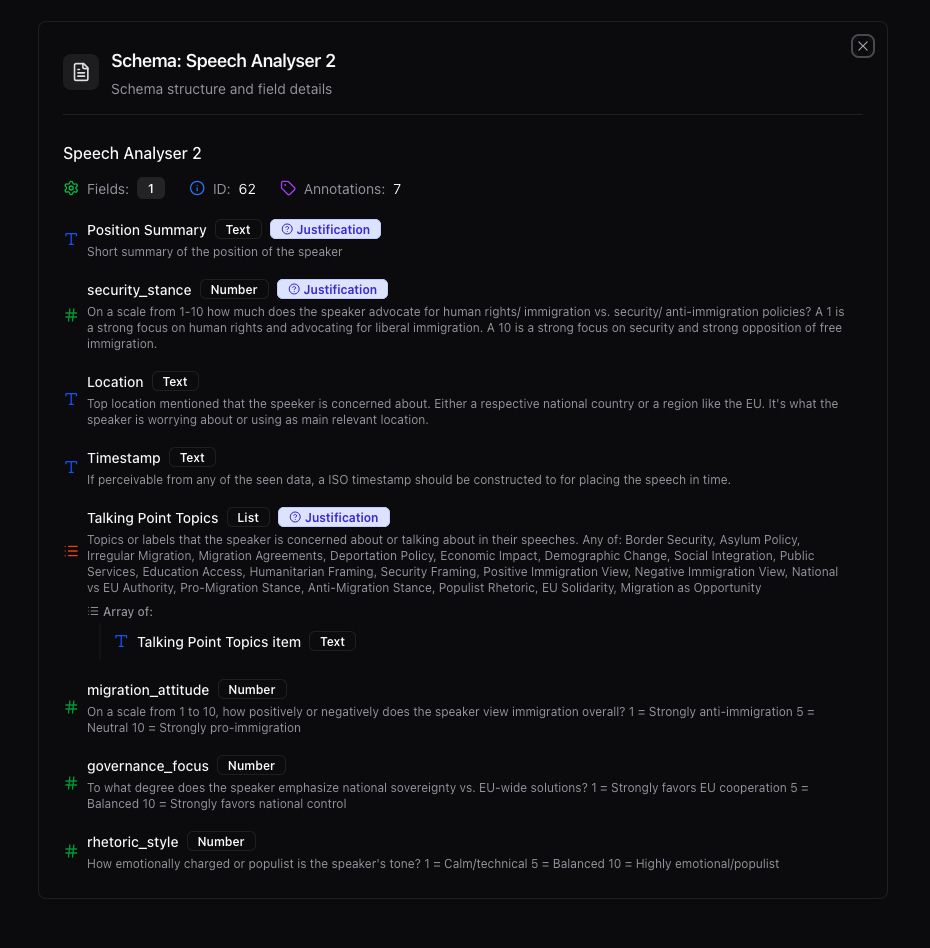 Schema: Speech Analyser 2
Schema structure and field details
Speech Analyser 2
Fields: 1 ID: 62 Annotations: 7
Position Summary Text Justification
Short summary of the position of the speaker
security_stance Number Justification
On a scale from 1-10 how much does the speaker advocate for human rights/ immigration vs. security/ anti-immigration policies? A 1 is
a strong focus on human rights and advocating for liberal immigration. A 10 is a strong focus on security and strong opposition of free
immigration.
Location Text
Top location mentioned that the speeker is concerned about. Either a respective national country or a region like the EU. It's what the
speaker is worrying about or using as main relevant location.
Timestamp Text
If perceivable from any of the seen data, a ISO timestamp should be constructed to for placing the speech in time.
Talking Point Topics List Justification
Topics or labels that the speaker is concerned about or talking about in their speeches. Any of: Border Security, Asylum Policy,
Irregular Migration, Migration Agreements, Deportation Policy, Economic Impact, Demographic Change, Social Integration, Public
Services, Education Access, Humanitarian Framing, Security Framing, Positive Immigration View, Negative Immigration View, National
vs EU Authority, Pro-Migration Stance, Anti-Migration Stance, Populist Rhetoric, EU Solidarity, Migration as Opportunity
Array of:
Talking Point Topics item Text
migration_attitude Number
On a scale from 1 to 10, how positively or negatively does the speaker view immigration overall? 1 = Strongly anti-immigration 5 =
Neutral 10 = Strongly pro-immigration
governance_focus Number
To what degree does the speaker emphasize national sovereignty vs. EU-wide solutions? 1 = Strongly favors EU cooperation 5 =
Balanced 10 = Strongly favors national control
rhetoric_style Number
How emotionally charged or populist is the speaker's tone? 1 = Calm/technical 5 = Balanced 10 = Highly emotional/populist